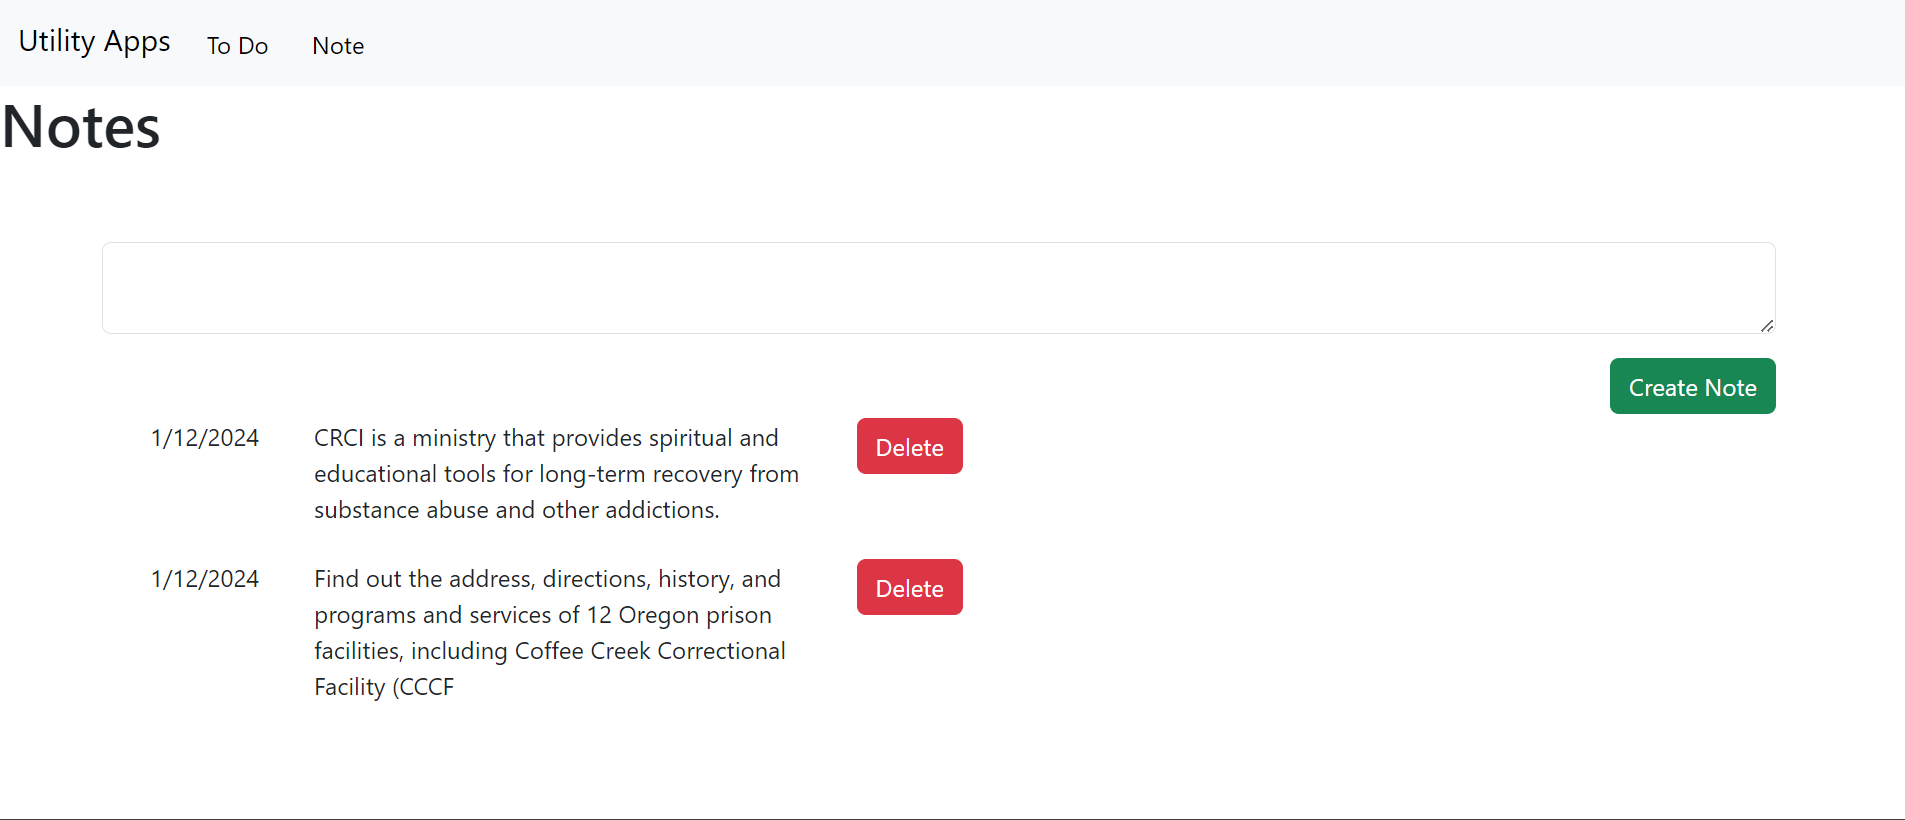 Utility Apps To Do Note
Notes
Create Note
1/12/2024 CRCI is a ministry that provides spiritual and Delete
educational tools for long-term recovery from
substance abuse and other addictions.
1/12/2024 Find out the address, directions, history, and Delete
programs and services of 12 Oregon prison
facilities, including Coffee Creek Correctional
Facility (CCCF